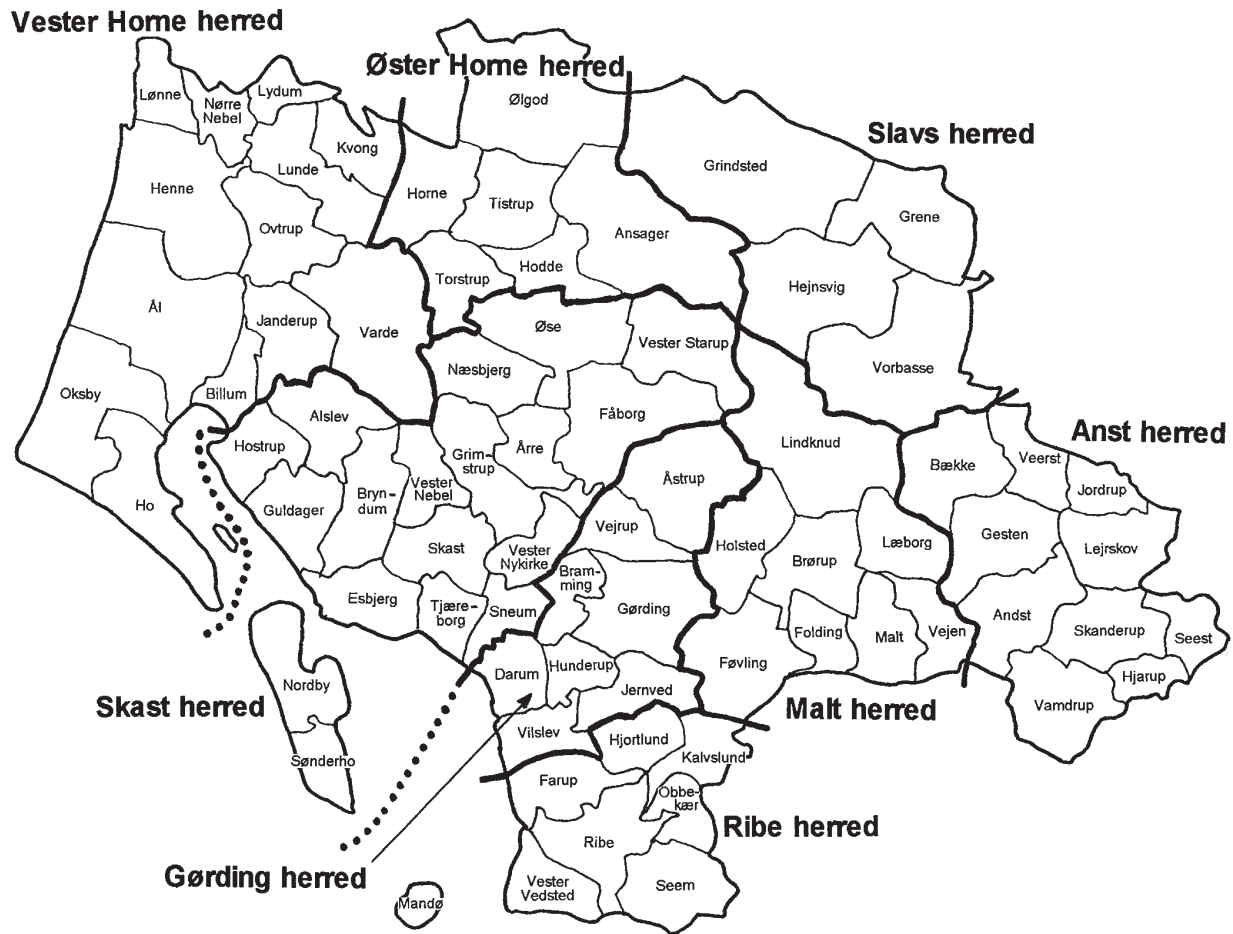 Vester Horne herred
Øster Horne herred
Slavs herred
Anst herred
Skast herred
Malt herred
Ribe herred
Gørding herred
Lønne
Nørre
Nebel
Lydum
Kvong
Lunde
Henne
Ovtrup
Ål
Janderup
Varde
Billum
Oksby
Ho
Ølgod
Horne
Tistrup
Ansager
Torstrup
Hodde
Grindsted
Grene
Hejnsvig
Vorbasse
Øse
Vester Starup
Næsbjerg
Fåborg
Alslev
Hostrup
Grim-
strup
Årre
Guldager
Bryn-
dum
Vester
Nebel
Skast
Vester
Nykirke
Esbjerg
Tjære-
borg
Sneum
Nordby
Sønderho
Åstrup
Vejrup
Bram-
ming
Gørding
Darum
Hunderup
Jernved
Vilslev
Lindknud
Holsted
Brørup
Læborg
Føvling
Folding
Malt
Vejen
Bække
Veerst
Jordrup
Gesten
Lejrskov
Andst
Skanderup
Seest
Hjarup
Vamdrup
Hjortlund
Kalvslund
Farup
Obbe-
kær
Ribe
Vester
Vedsted
Seem
Mandø